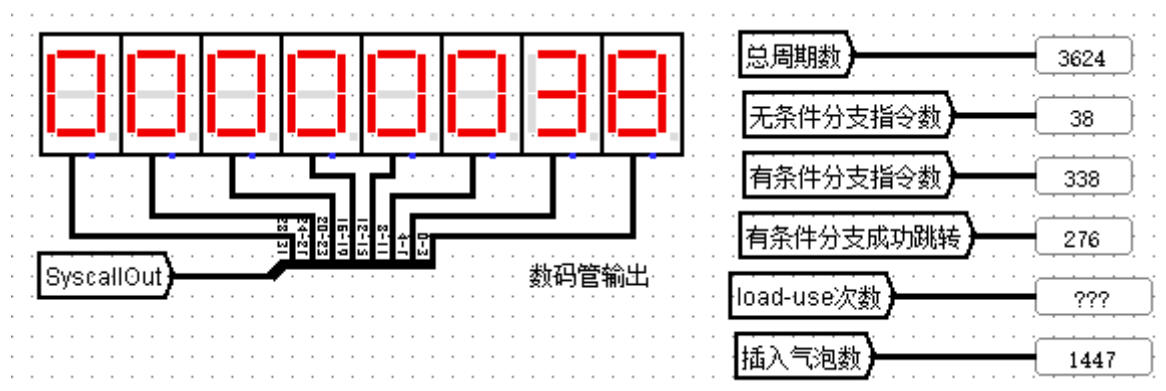 00000038
28-31 24-27 20-23 16-19 12-15 8-11 4-7 0-3
SyscallOut
数码管输出
总周期数 3624
无条件分支指令数 38
有条件分支指令数 338
有条件分支成功跳转 276
load-use次数 ???
插入气泡数 1447